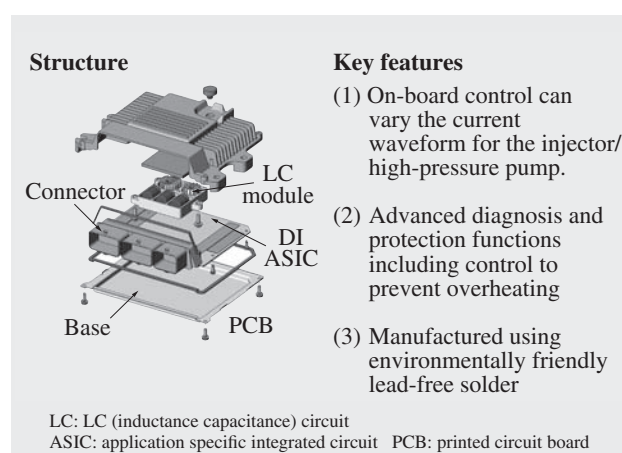 Structure
Connector
LC
module
DI
ASIC
Base
PCB
Key features
(1) On-board control can
vary the current
waveform for the injector/
high-pressure pump.
(2) Advanced diagnosis and
protection functions
including control to
prevent overheating
(3) Manufactured using
environmentally friendly
lead-free solder
LC: LC (inductance capacitance) circuit
ASIC: application specific integrated circuit PCB: printed circuit board